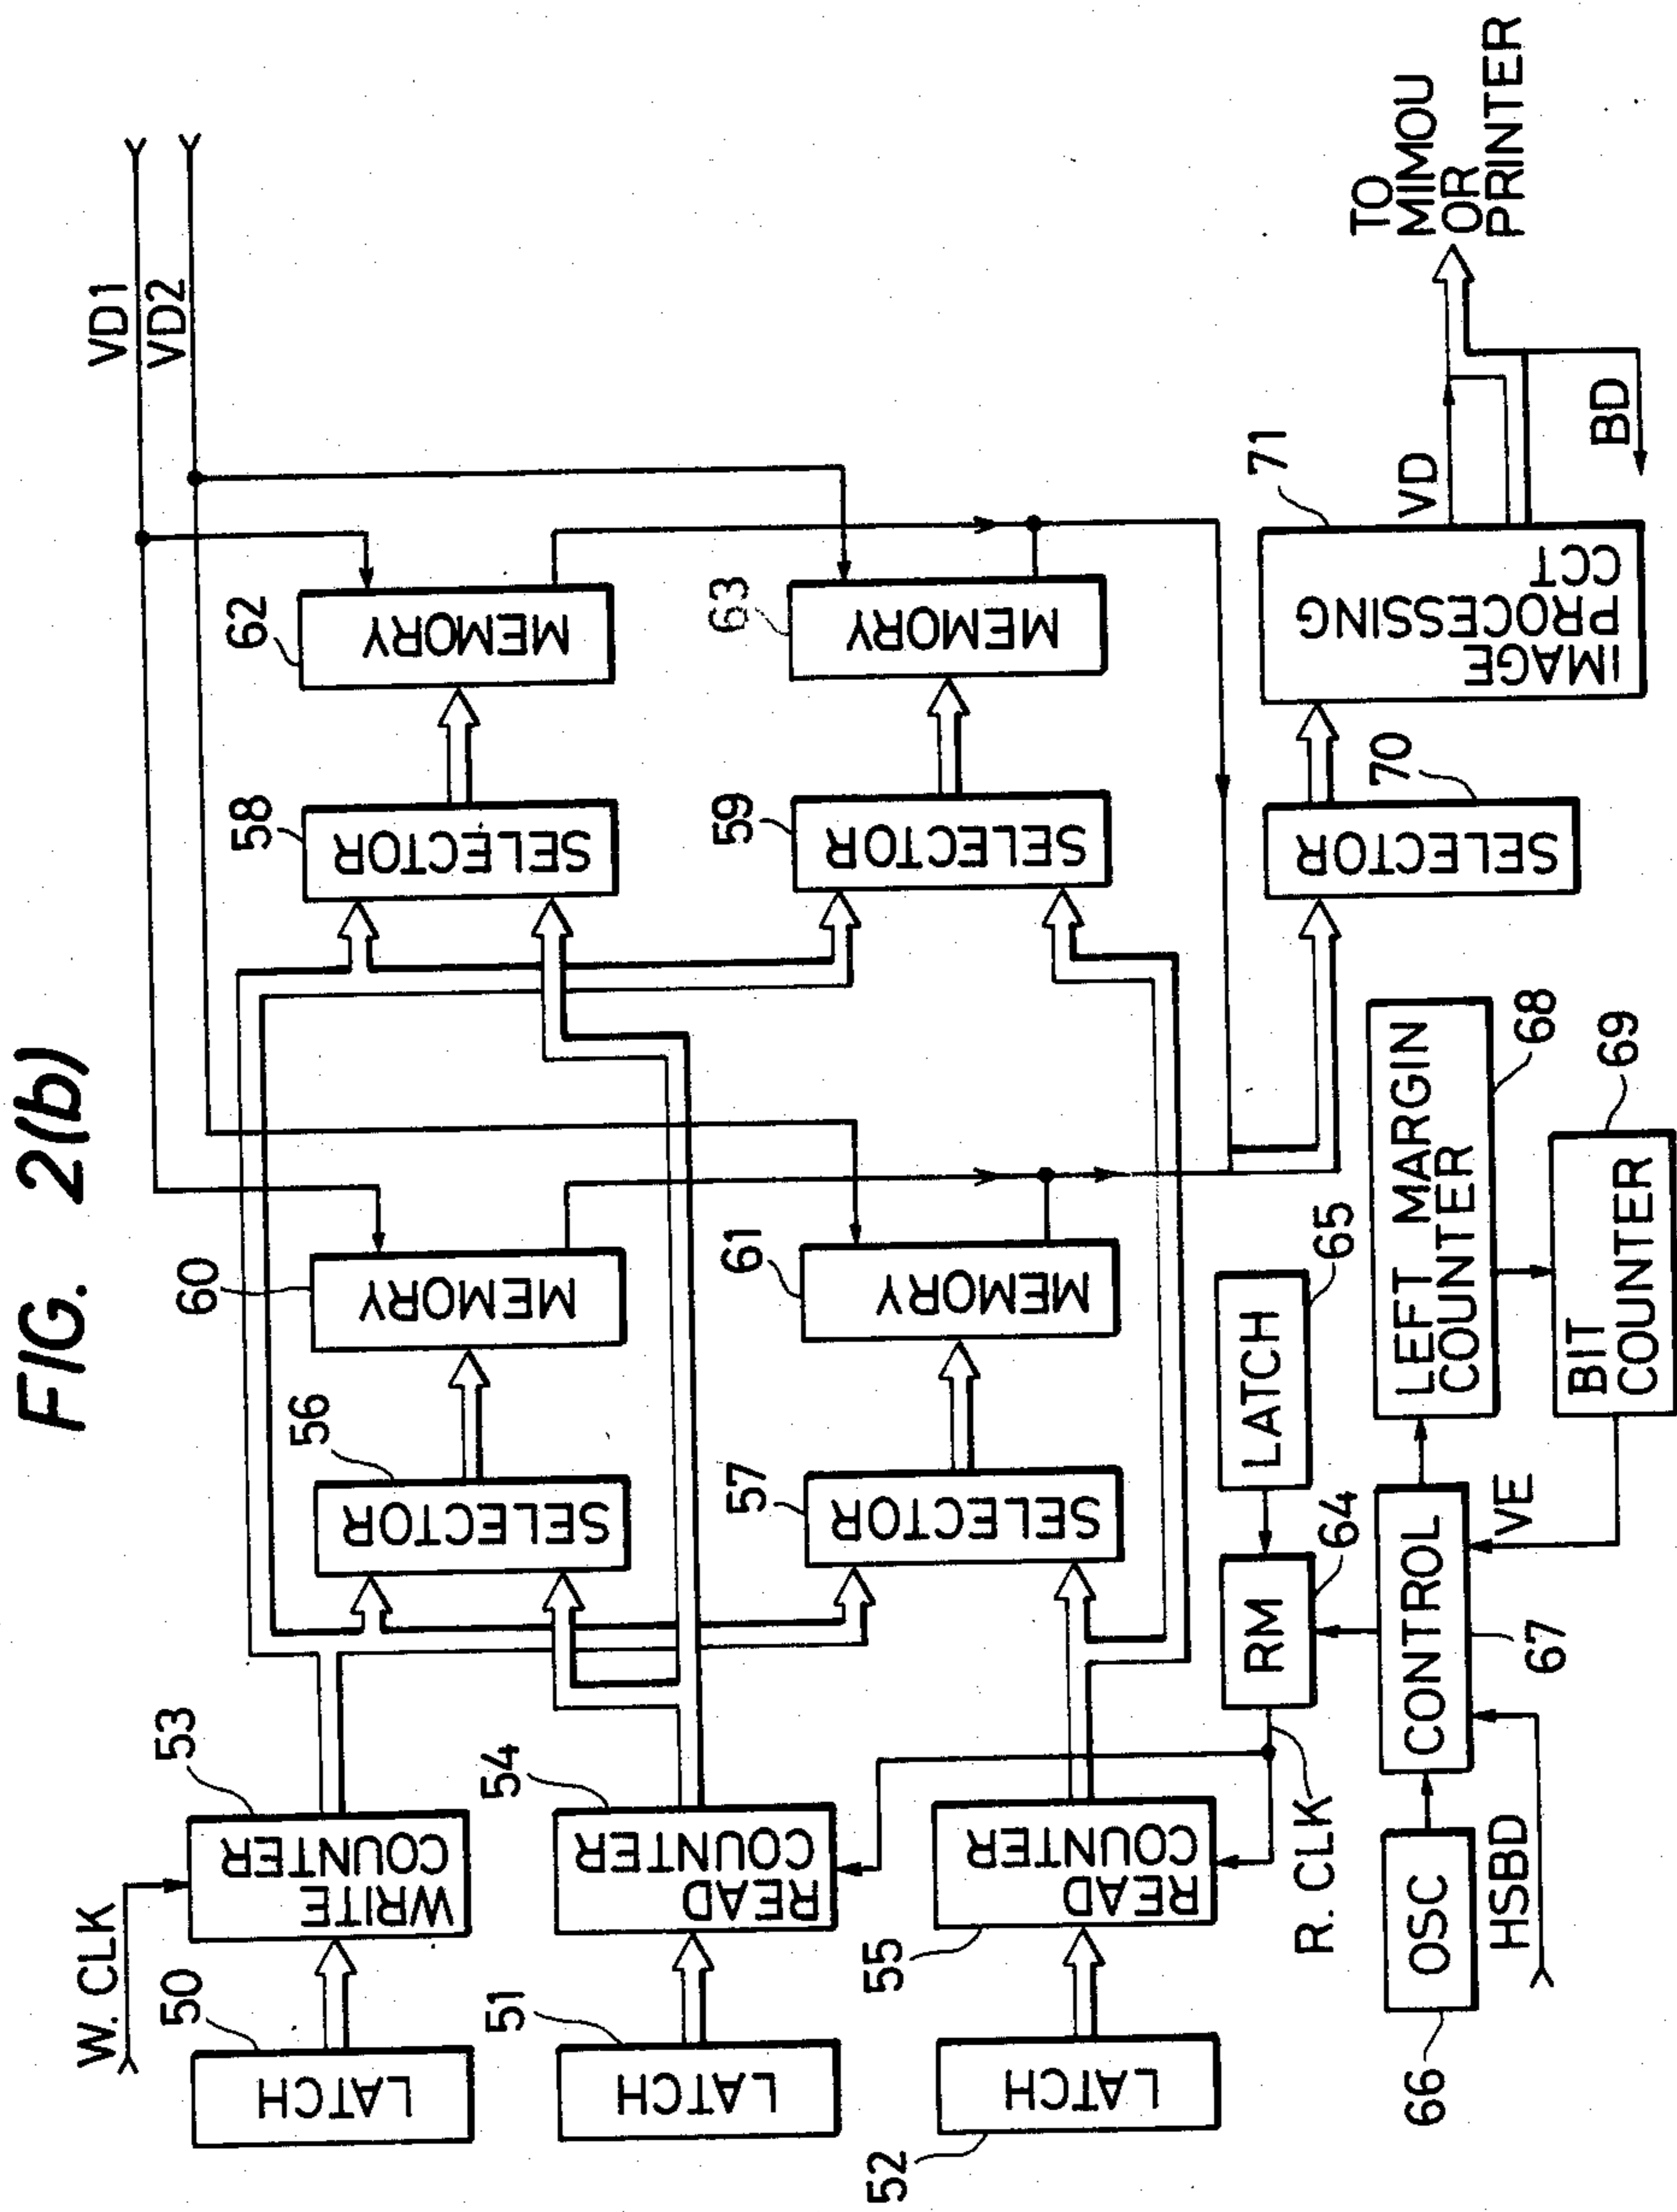 FIG. 2(b)
VD1
VD2
W. CLK
50
LATCH
53
WRITE
COUNTER
56
SELECTOR
60
MEMORY
58
SELECTOR
62
MEMORY
51
LATCH
54
READ
COUNTER
57
SELECTOR
61
MEMORY
59
SELECTOR
63
MEMORY
52
LATCH
55
READ
COUNTER
R. CLK
RM
64
LATCH
65
SELECTOR
70
IMAGE
PROCESSING
CCT
71
VD
BD
TO
MIMOU
OR
PRINTER
66
OSC
HSBD
CONTROL
67
VE
LEFT MARGIN
COUNTER
68
BIT
COUNTER
69